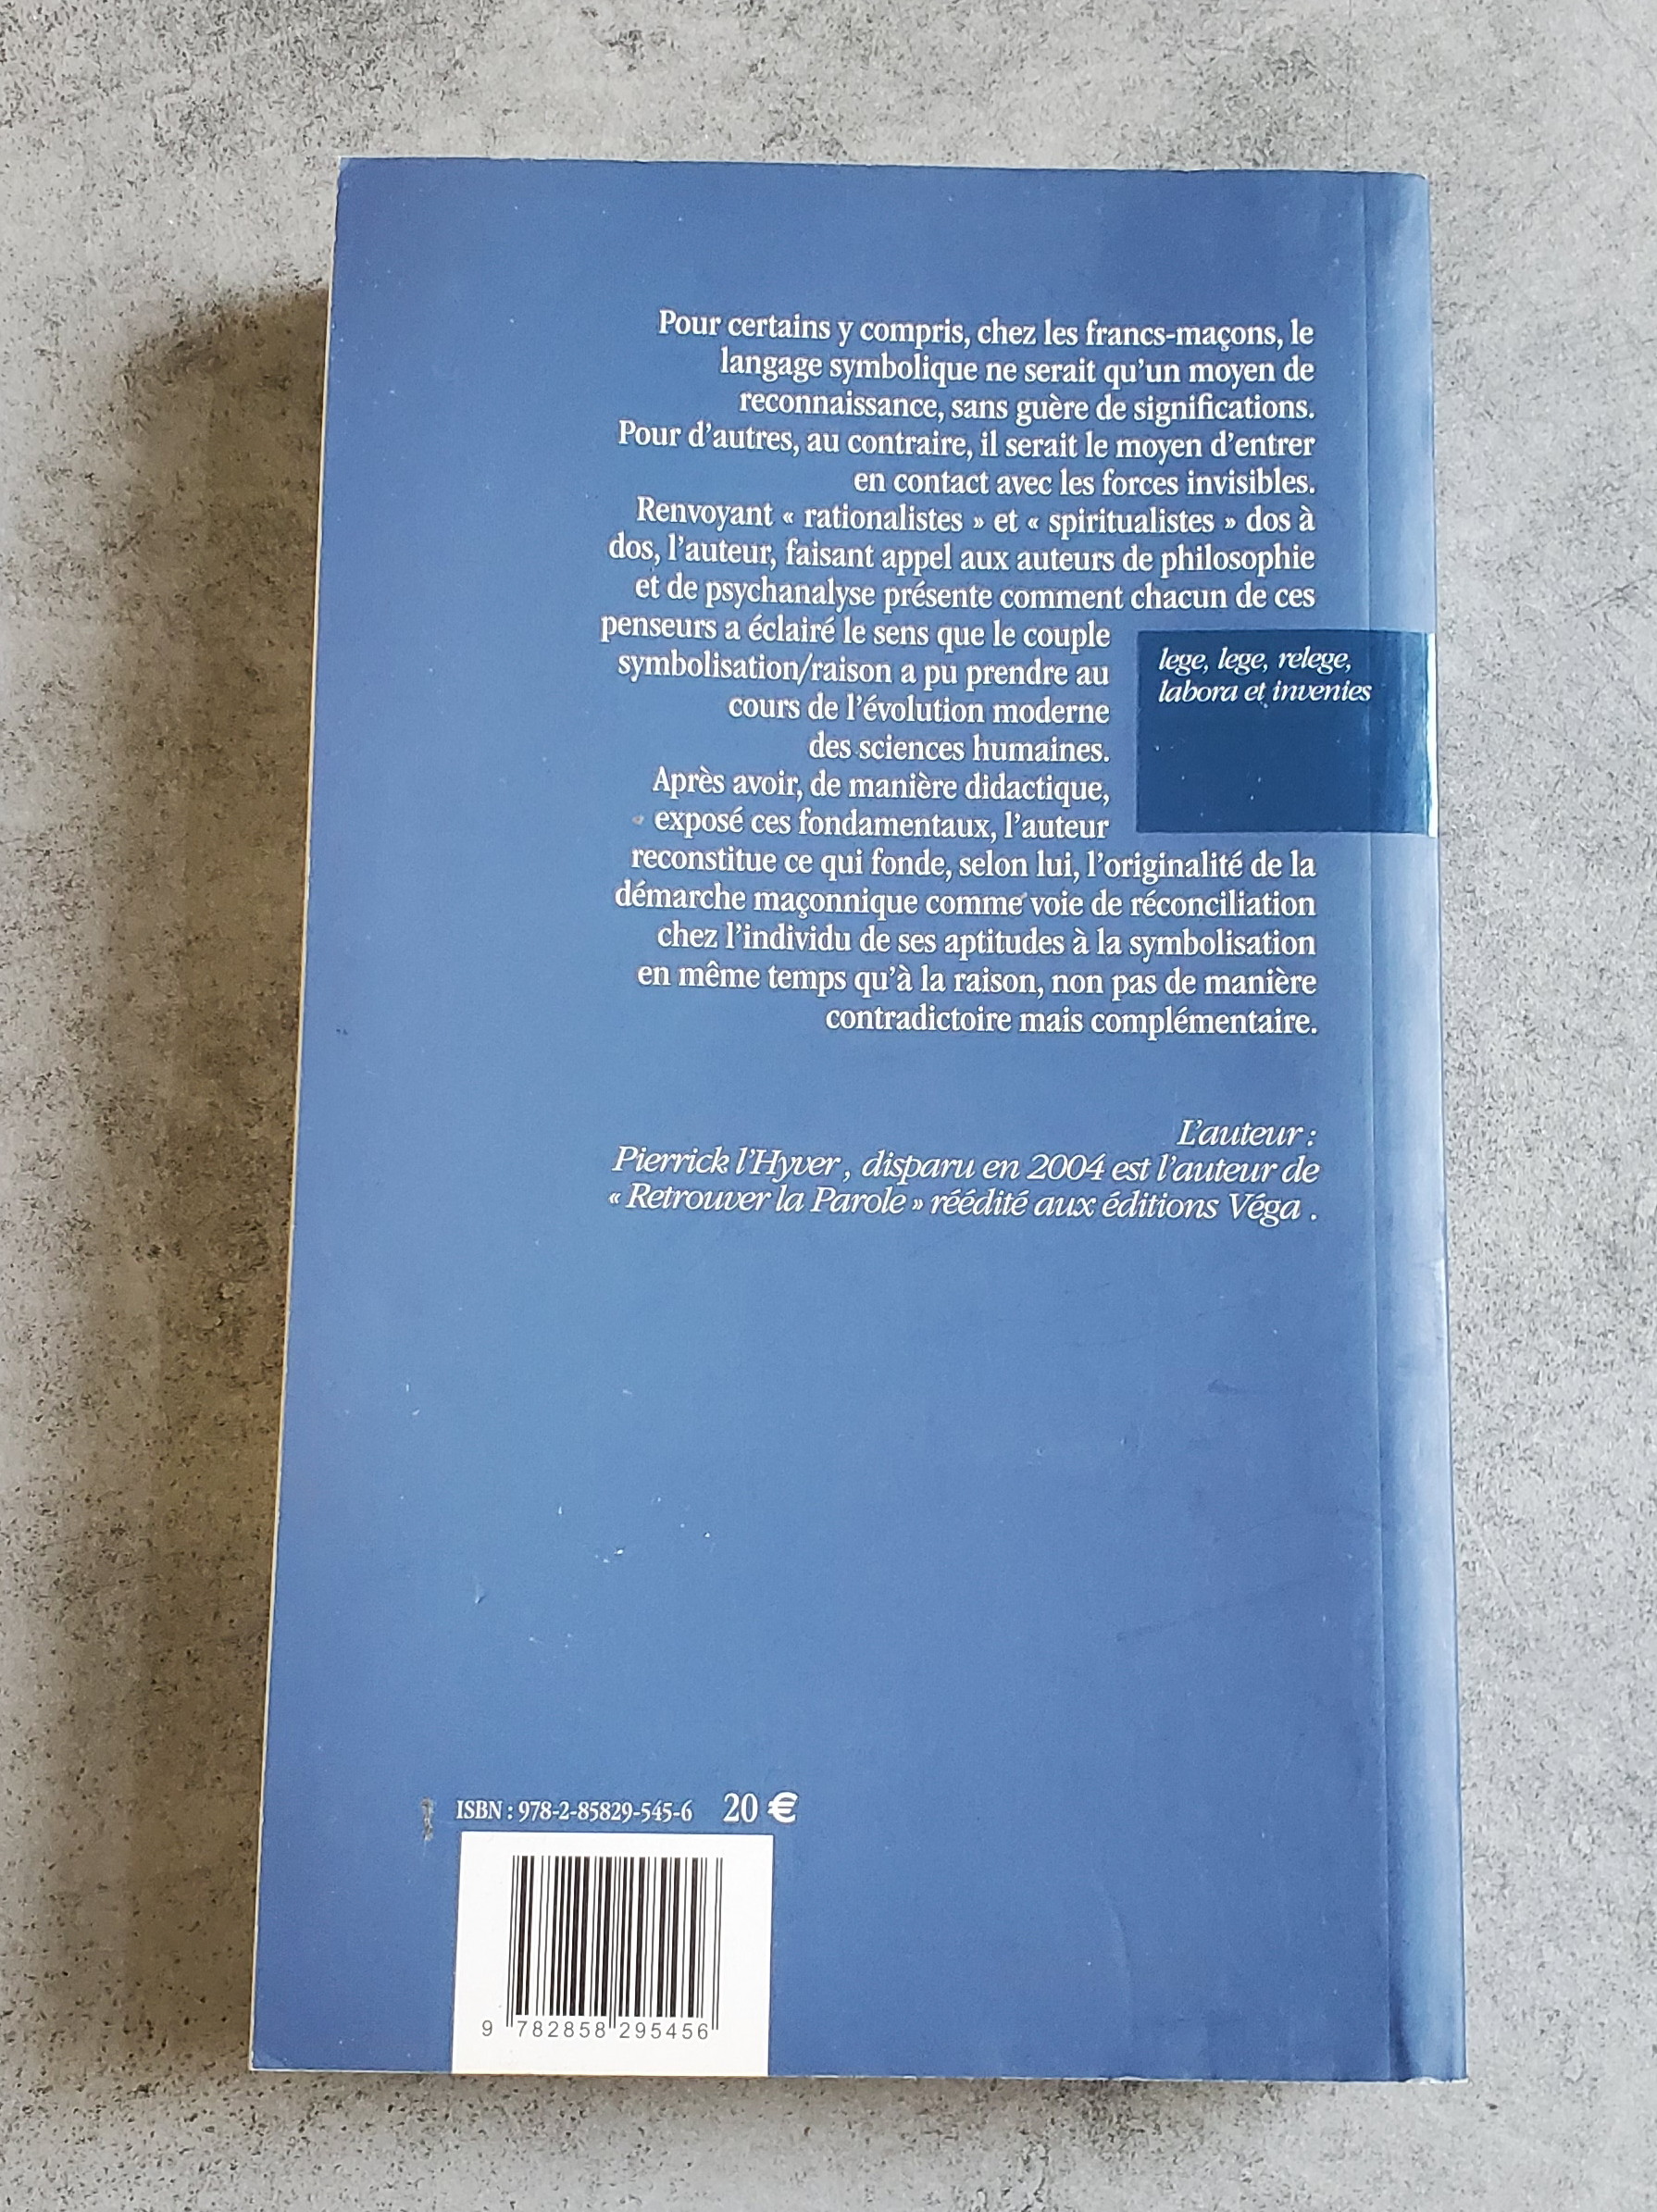 Pour certains y compris, chez les francs-maçons, le
langage symbolique ne serait qu'un moyen de
reconnaissance, sans guère de significations.
Pour d'autres, au contraire, il serait le moyen d'entrer
en contact avec les forces invisibles.
Renvoyant « rationalistes » et « spiritualistes » dos à
dos, l'auteur, faisant appel aux auteurs de philosophie
et de psychanalyse présente comment chacun de ces
penseurs a éclairé le sens que le couple
symbolisation/raison a pu prendre au
cours de l'évolution moderne
des sciences humaines.
Après avoir, de manière didactique,
exposé ces fondamentaux, l'auteur
reconstitue ce qui fonde, selon lui, l'originalité de la
démarche maçonnique comme voie de réconciliation
chez l'individu de ses aptitudes à la symbolisation
en même temps qu'à la raison, non pas de manière
contradictoire mais complémentaire.
lege, lege, relege,
labora et invenies
L'auteur :
Pierrick l'Hyver, disparu en 2004 est l'auteur de
« Retrouver la Parole » réédité aux éditions Véga .
ISBN : 978-2-85829-545-6 20 €
9 782858 295456